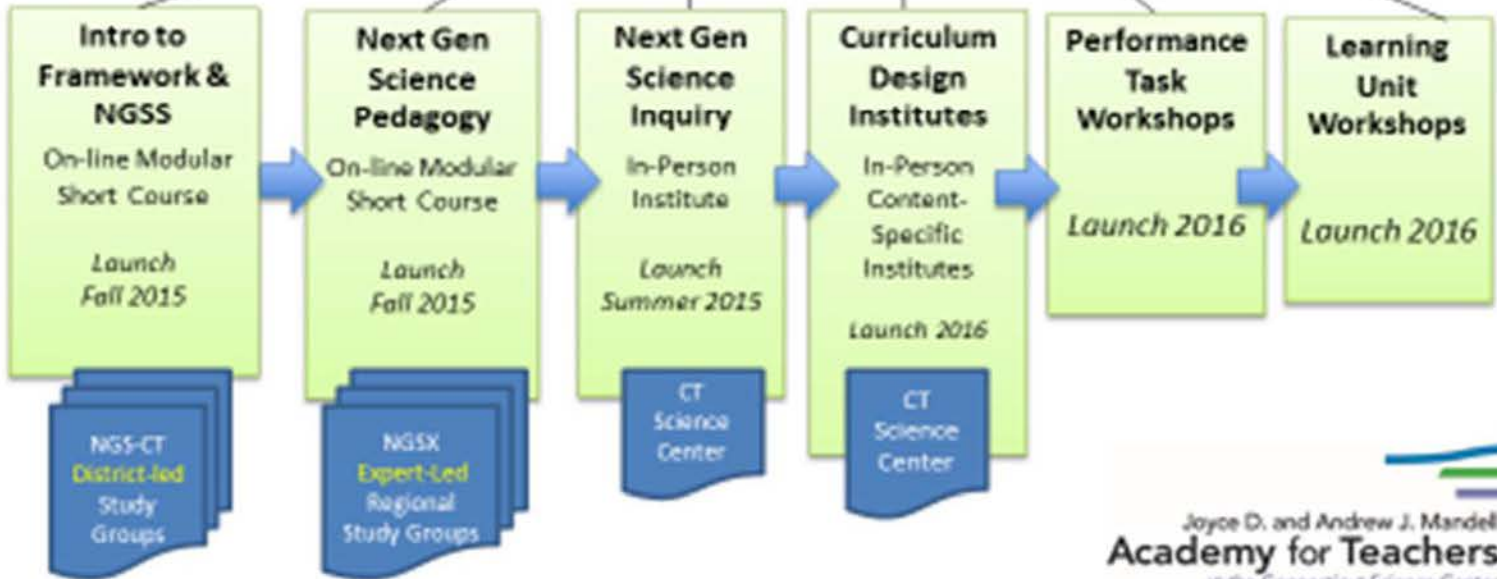 Intro to
Framework &
NGSS
On-line Modular
Short Course
Launch
Fall 2015
NGS-CT
District-led
Study
Groups
Next Gen
Science
Pedagogy
On-line Modular
Short Course
Launch
Fall 2015
NGSX
Expert-Led
Regional
Study Groups
Next Gen
Science
Inquiry
In-Person
Institute
Launch
Summer 2015
CT
Science
Center
Curriculum
Design
Institutes
In-Person
Content-
Specific
Institutes
Launch 2016
CT
Science
Center
Performance
Task
Workshops
Launch 2016
Learning
Unit
Workshops
Launch 2016
Joyce D. and Andrew J. Mandell
Academy for Teachers